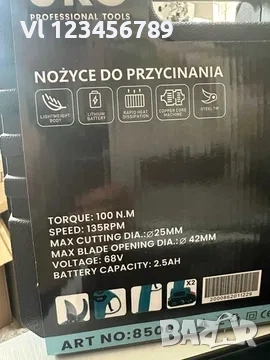 PROFESSIONAL TOOLS
VI 1234573895
NOŻYCE DO PRZYCINANIA
LIGHTWEIGHT
BODY
LITHIUM
BATTERY
RAPID HEAT
DISSIPATION
COPPER CORE
MACHINE
STEEL
TORQUE: 100 N.M
SPEED: 135RPM
MAX CUTTING DIA.:⌀25MM
MAX BLADE OPENING DIA.:⌀ 42MM
VOLTAGE: 68V
BATTERY CAPACITY: 2.5AH
X2
2000862611229
ART NO:850